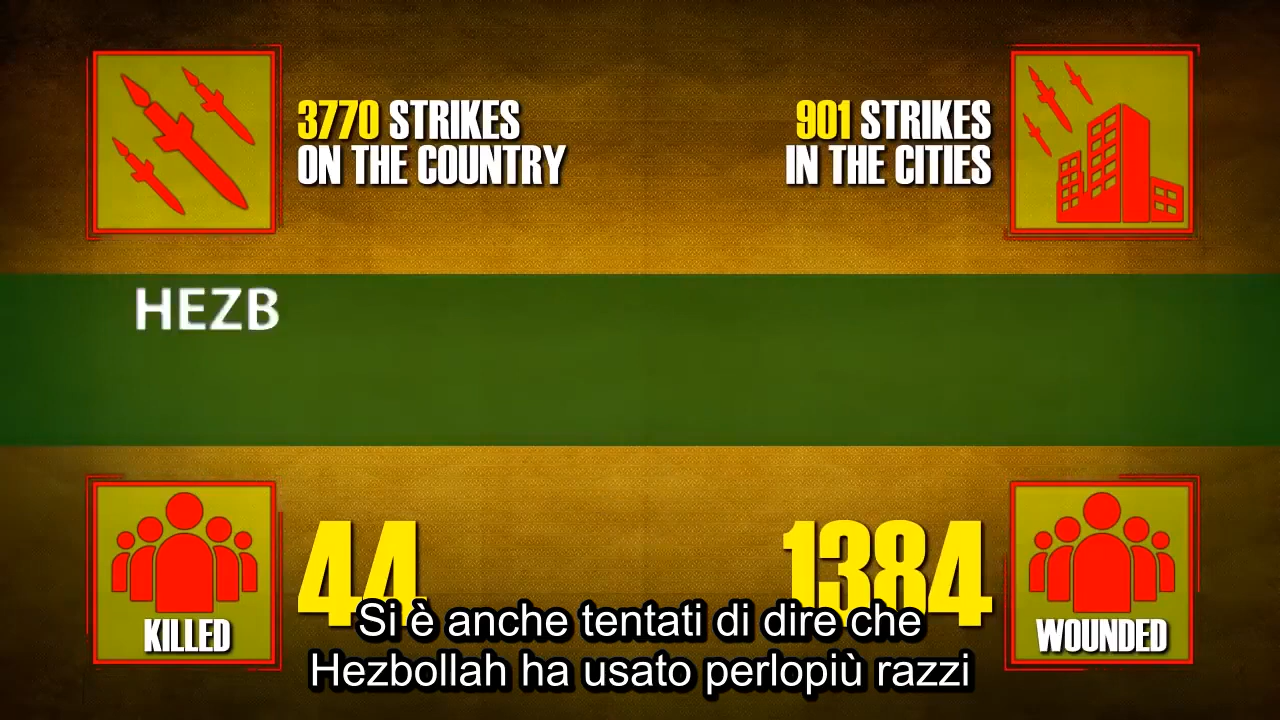 3770 STRIKES
ON THE COUNTRY
901 STRIKES
IN THE CITIES
HEZB
44
KILLED
1384
WOUNDED
Si è anche tentati di dire che
Hezbollah ha usato perlopiù razzi